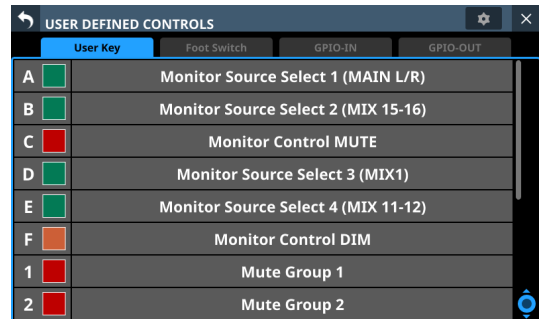 USER DEFINED CONTROLS
User Key Foot Switch GPIO-IN GPIO-OUT
A Monitor Source Select 1 (MAIN L/R)
B Monitor Source Select 2 (MIX 15-16)
C Monitor Control MUTE
D Monitor Source Select 3 (MIX1)
E Monitor Source Select 4 (MIX 11-12)
F Monitor Control DIM
1 Mute Group 1
2 Mute Group 2